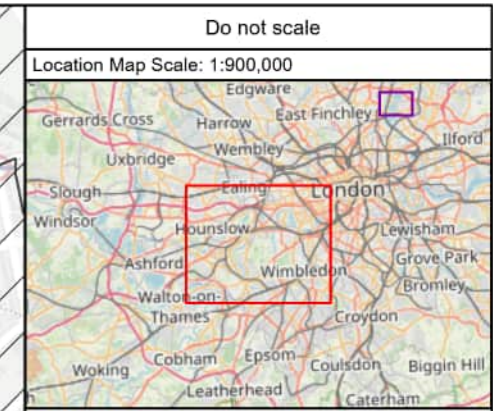 Do not scale
Location Map Scale: 1:900,000
Edgware
Gerrards Cross
Harrow
East Finchley
Ilford
Uxbridge
Wembley
Slough
Ealing
London
Windsor
Hounslow
Lewisham
Ashford
Wimbledon
Grove Park
Bromley
Walton-on-
Thames
Croydon
Cobham
Epsom
Coulsdon
Biggin Hill
Woking
Leatherhead
Caterham